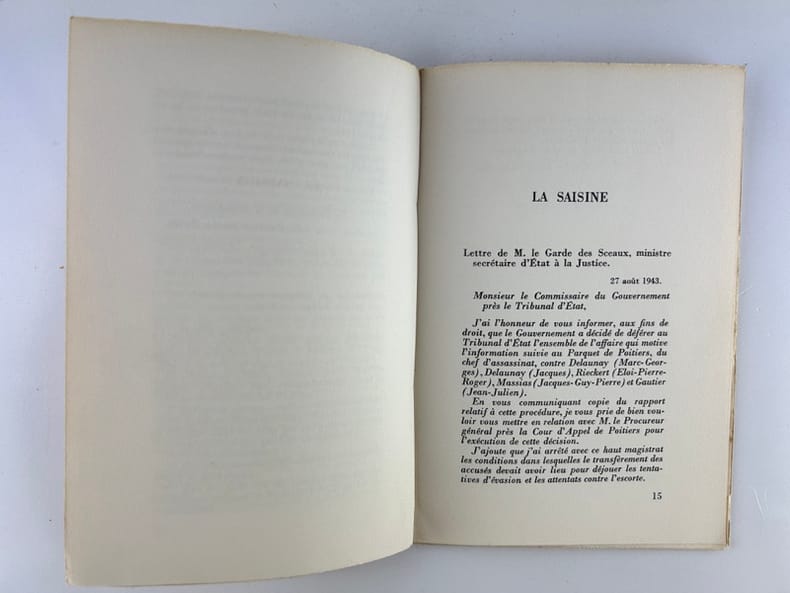 LA SAISINE
Lettre de M. le Garde des Sceaux, ministre
secrétaire d'État à la Justice.
27 août 1943.
Monsieur le Commissaire du Gouvernement
près le Tribunal d'État,
J'ai l'honneur de vous informer, aux fins de
droit, que le Gouvernement a décidé de déférer au
Tribunal d'État l'ensemble de l'affaire qui motive
l'information suivie au Parquet de Poitiers, du
chef d'assassinat, contre Delaunay (Marc-Geor-
ges), Delaunay (Jacques), Rieckert (Eloi-Pierre-
Roger), Massias (Jacques-Guy-Pierre) et Gautier
(Jean-Julien).
En vous communiquant copie du rapport
relatif à cette procédure, je vous prie de bien vou-
loir vous mettre en relation avec M. le Procureur
général près la Cour d'Appel de Poitiers pour
l'exécution de cette décision.
J'ajoute que j'ai arrêté avec ce haut magistrat
les conditions dans lesquelles le transfèrement des
accusés devait avoir lieu pour déjouer les tenta-
tives d'évasion et les attentats contre l'escorte.
15